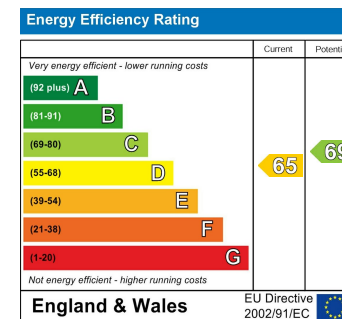 Energy Efficiency Rating
Current
Very energy efficient - lower running costs
(92 plus) A
(81-91) B
(69-80) C
(55-68) D
(39-54) E
(21-38) F
(1-20) G
65
69
Not energy efficient - higher running costs
England & Wales
EU Directive
2002/91/EC